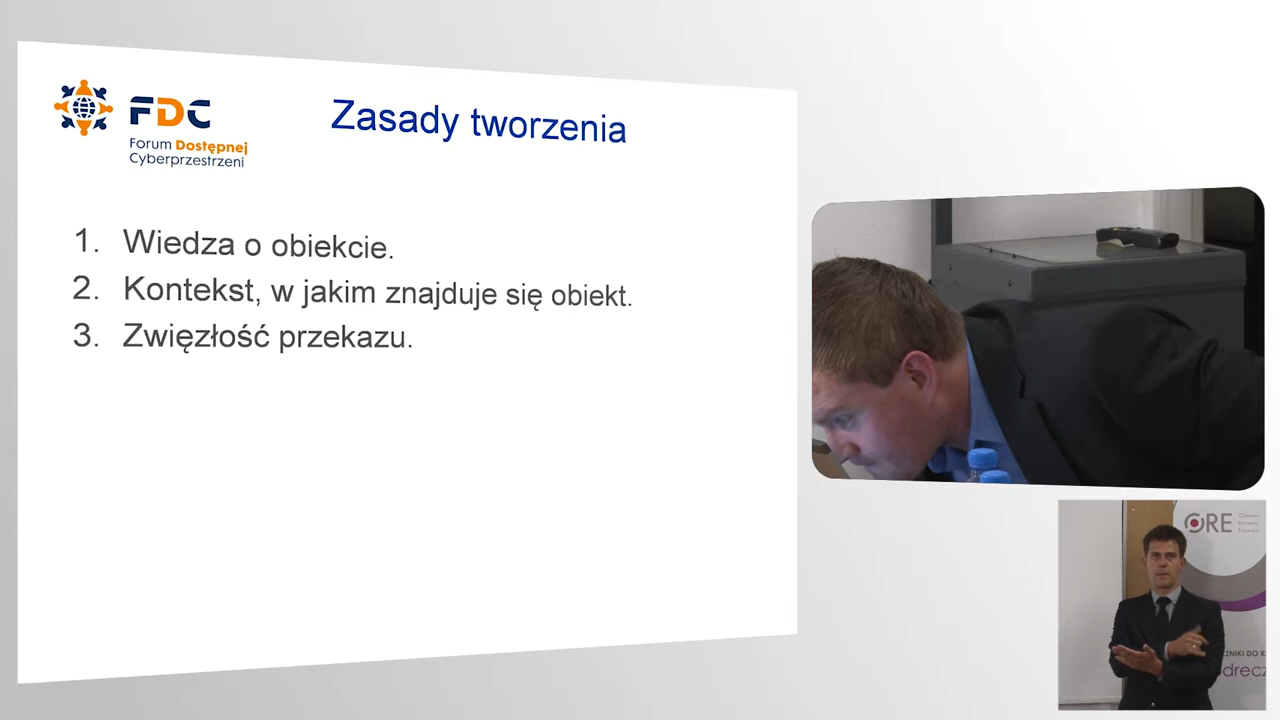 FDC
Forum Dostępnej
Cyberprzestrzeni
Zasady tworzenia
1. Wiedza o obiekcie.
2. Kontekst, w jakim znajduje się obiekt.
3. Zwięzłość przekazu.
ORE